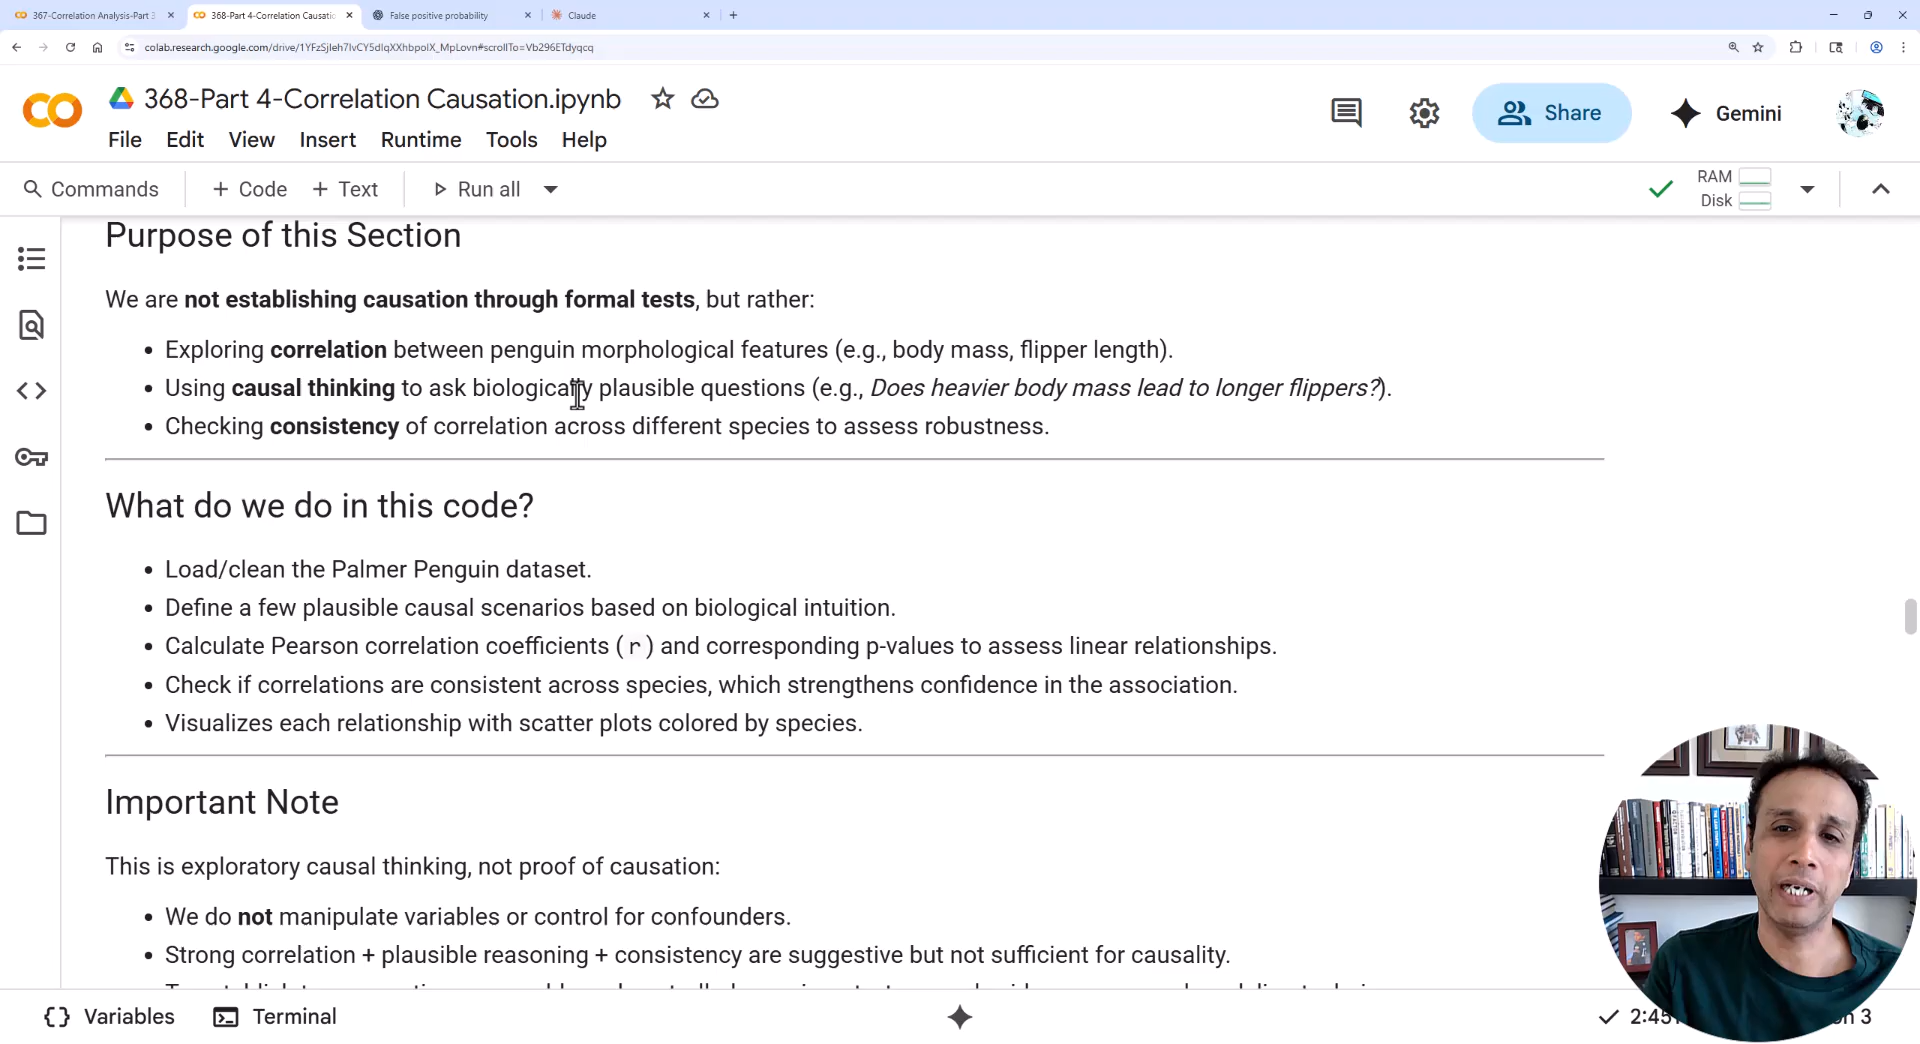 367-Correlation Analysis-Part 3
368-Part 4-Correlation Causatio
False positive probability
Claude
colab.research.google.com/drive/1YFzSjIeh7lvCY5dIqXXhbpoIX_MpLovn#scrollTo=Vb296ETdyqcq
CO
368-Part 4-Correlation Causation.ipynb
Share
Gemini
File Edit View Insert Runtime Tools Help
Commands + Code + Text Run all
RAM
Disk
Purpose of this Section
We are not establishing causation through formal tests, but rather:
• Exploring correlation between penguin morphological features (e.g., body mass, flipper length).
• Using causal thinking to ask biologically plausible questions (e.g., Does heavier body mass lead to longer flippers?).
• Checking consistency of correlation across different species to assess robustness.
What do we do in this code?
• Load/clean the Palmer Penguin dataset.
• Define a few plausible causal scenarios based on biological intuition.
• Calculate Pearson correlation coefficients (r) and corresponding p-values to assess linear relationships.
• Check if correlations are consistent across species, which strengthens confidence in the association.
• Visualizes each relationship with scatter plots colored by species.
Important Note
This is exploratory causal thinking, not proof of causation:
• We do not manipulate variables or control for confounders.
• Strong correlation + plausible reasoning + consistency are suggestive but not sufficient for causality.
{} Variables Terminal
2:45
3